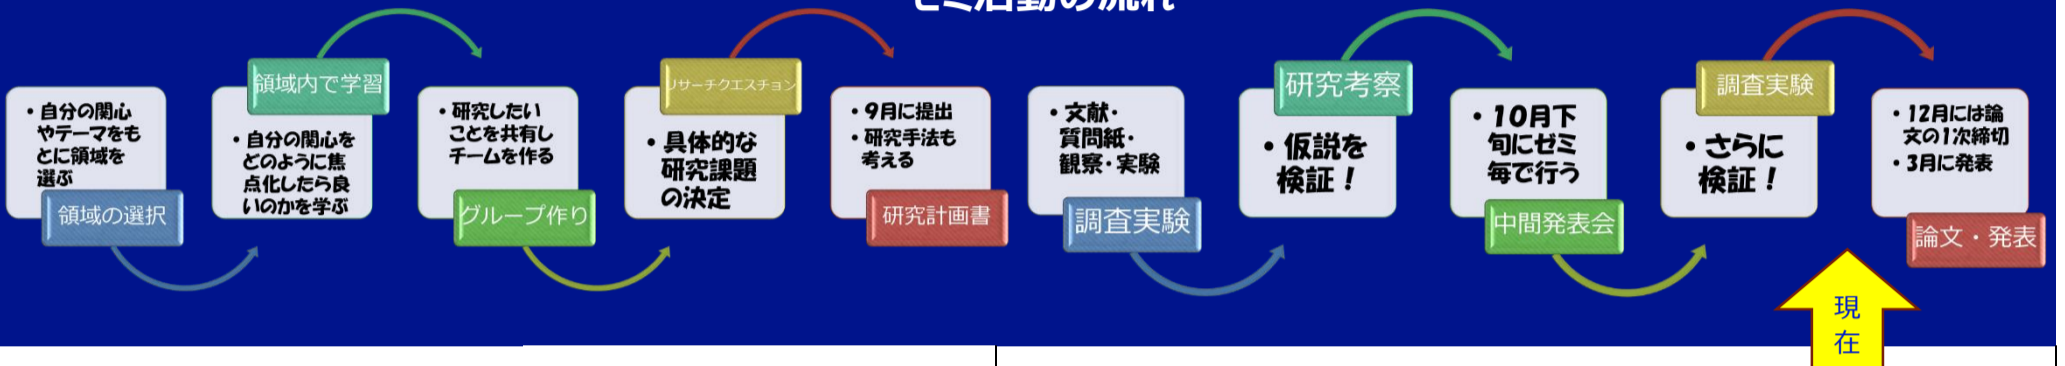 ゼミ活動の流れ
・自分の関心
やテーマをも
とに領域を
選ぶ
領域の選択
領域内で学習
・自分の関心を
どのように焦
点化したら良
いのかを学ぶ
・研究したい
ことを共有し
チームを作る
グループ作り
リサーチクエスチョン
・具体的な
研究課題
の決定
・9月に提出
・研究手法も
考える
研究計画書
・文献・
質問紙・
観察・実験
調査実験
研究考察
・仮説を
検証！
・10月下
旬にゼミ
毎で行う
中間発表会
調査実験
・さらに
検証！
・12月には論
文の1次締切
・3月に発表
論文・発表
現
在